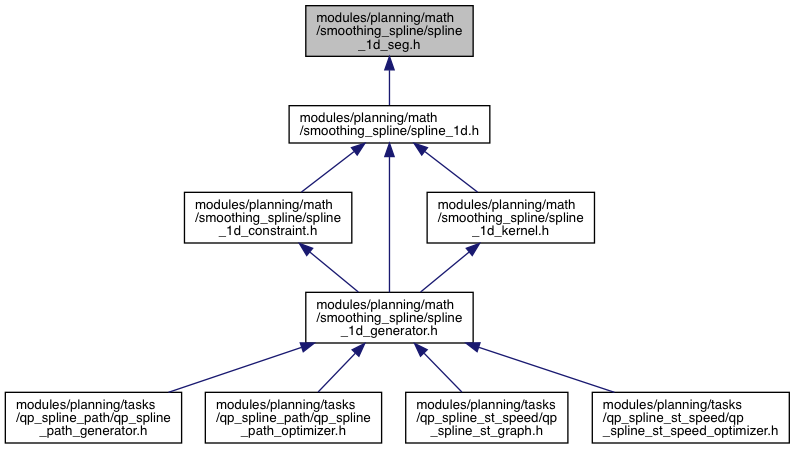 modules/planning/math
/smoothing_spline/spline
_1d_seg.h
modules/planning/math
/smoothing_spline/spline_1d.h
modules/planning/math
/smoothing_spline/spline
_1d_constraint.h
modules/planning/math
/smoothing_spline/spline
_1d_kernel.h
modules/planning/math
/smoothing_spline/spline
_1d_generator.h
modules/planning/tasks
/qp_spline_path/qp_spline
_path_generator.h
modules/planning/tasks
/qp_spline_path/qp_spline
_path_optimizer.h
modules/planning/tasks
/qp_spline_st_speed/qp
_spline_st_graph.h
modules/planning/tasks
/qp_spline_st_speed/qp
_spline_st_speed_optimizer.h